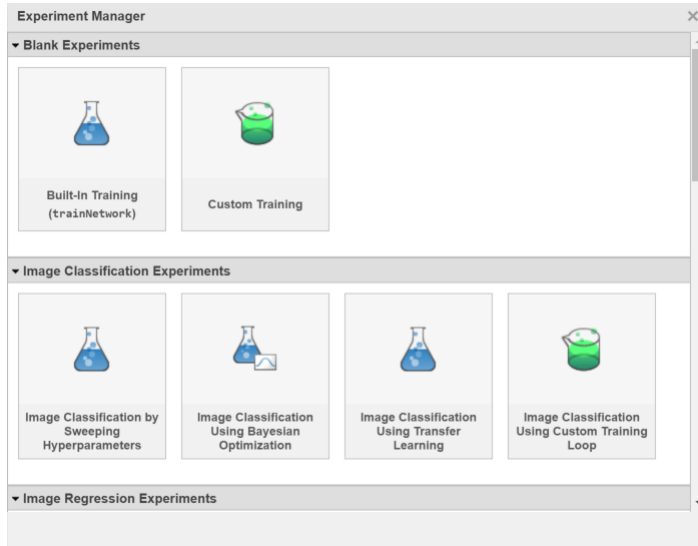 Experiment Manager
Blank Experiments
Built-In Training
(trainNetwork)
Custom Training
Image Classification Experiments
Image Classification by
Sweeping
Hyperparameters
Image Classification
Using Bayesian
Optimization
Image Classification
Using Transfer
Learning
Image Classification
Using Custom Training
Loop
Image Regression Experiments